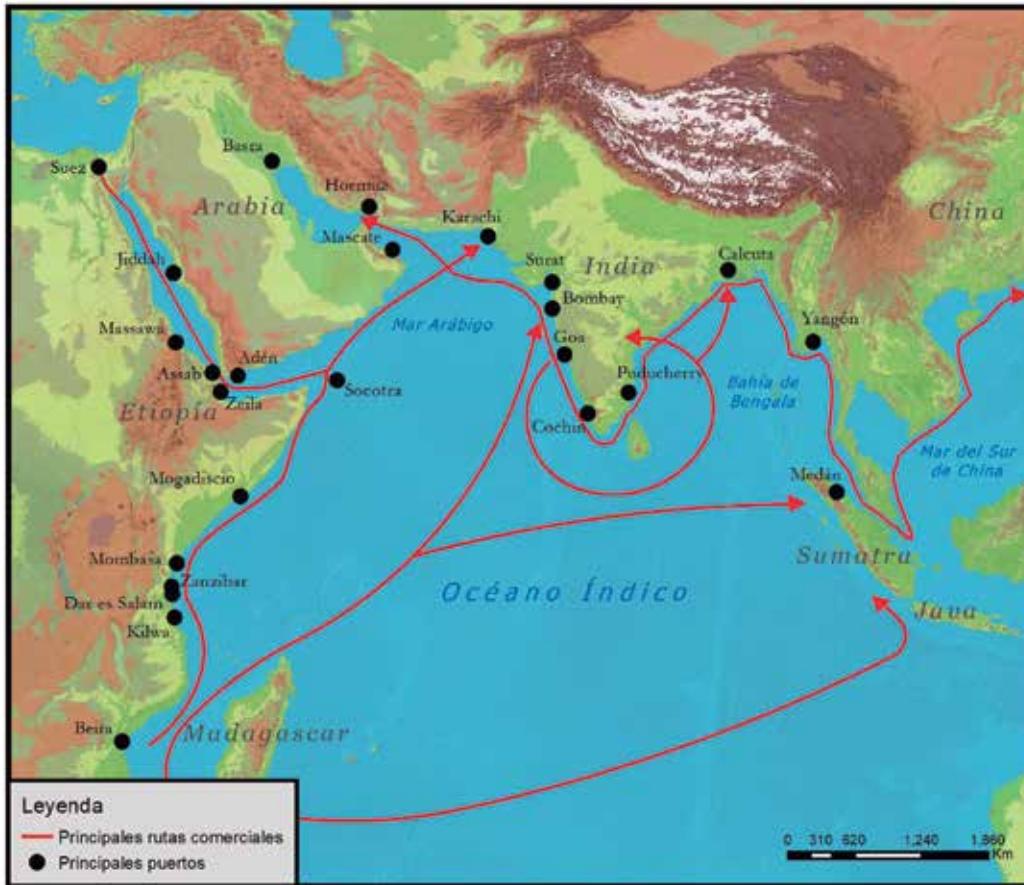 Suez
Basra
Hormuz
Arabia
Karachi
China
Mascate
Calcuta
Jiddah
Surat
India
Bombay
Mar Arábigo
Massawa
Goa
Yangón
Adén
Assab
Socotra
Puducherry
Bahía de
Bengala
Zeila
Etiopía
Cochin
Mar del Sur
de China
Mogadiscio
Medán
Mombasa
Sumatra
Zanzibar
Océano Índico
Dar es Salam
Java
Kilwa
Beira
Madagascar
Leyenda
Principales rutas comerciales
Principales puertos
0 310 620 1,240 1,860
Km